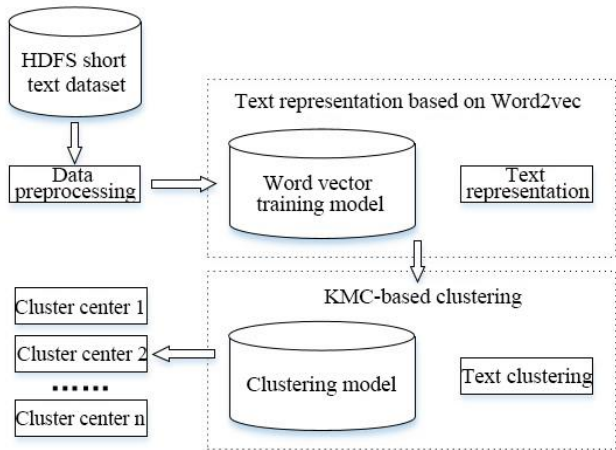 HDFS short
text dataset
Data
preprocessing
Text representation based on Word2vec
Word vector
training model
Text
representation
KMC-based clustering
Clustering model
Text clustering
Cluster center 1
Cluster center 2
......
Cluster center n